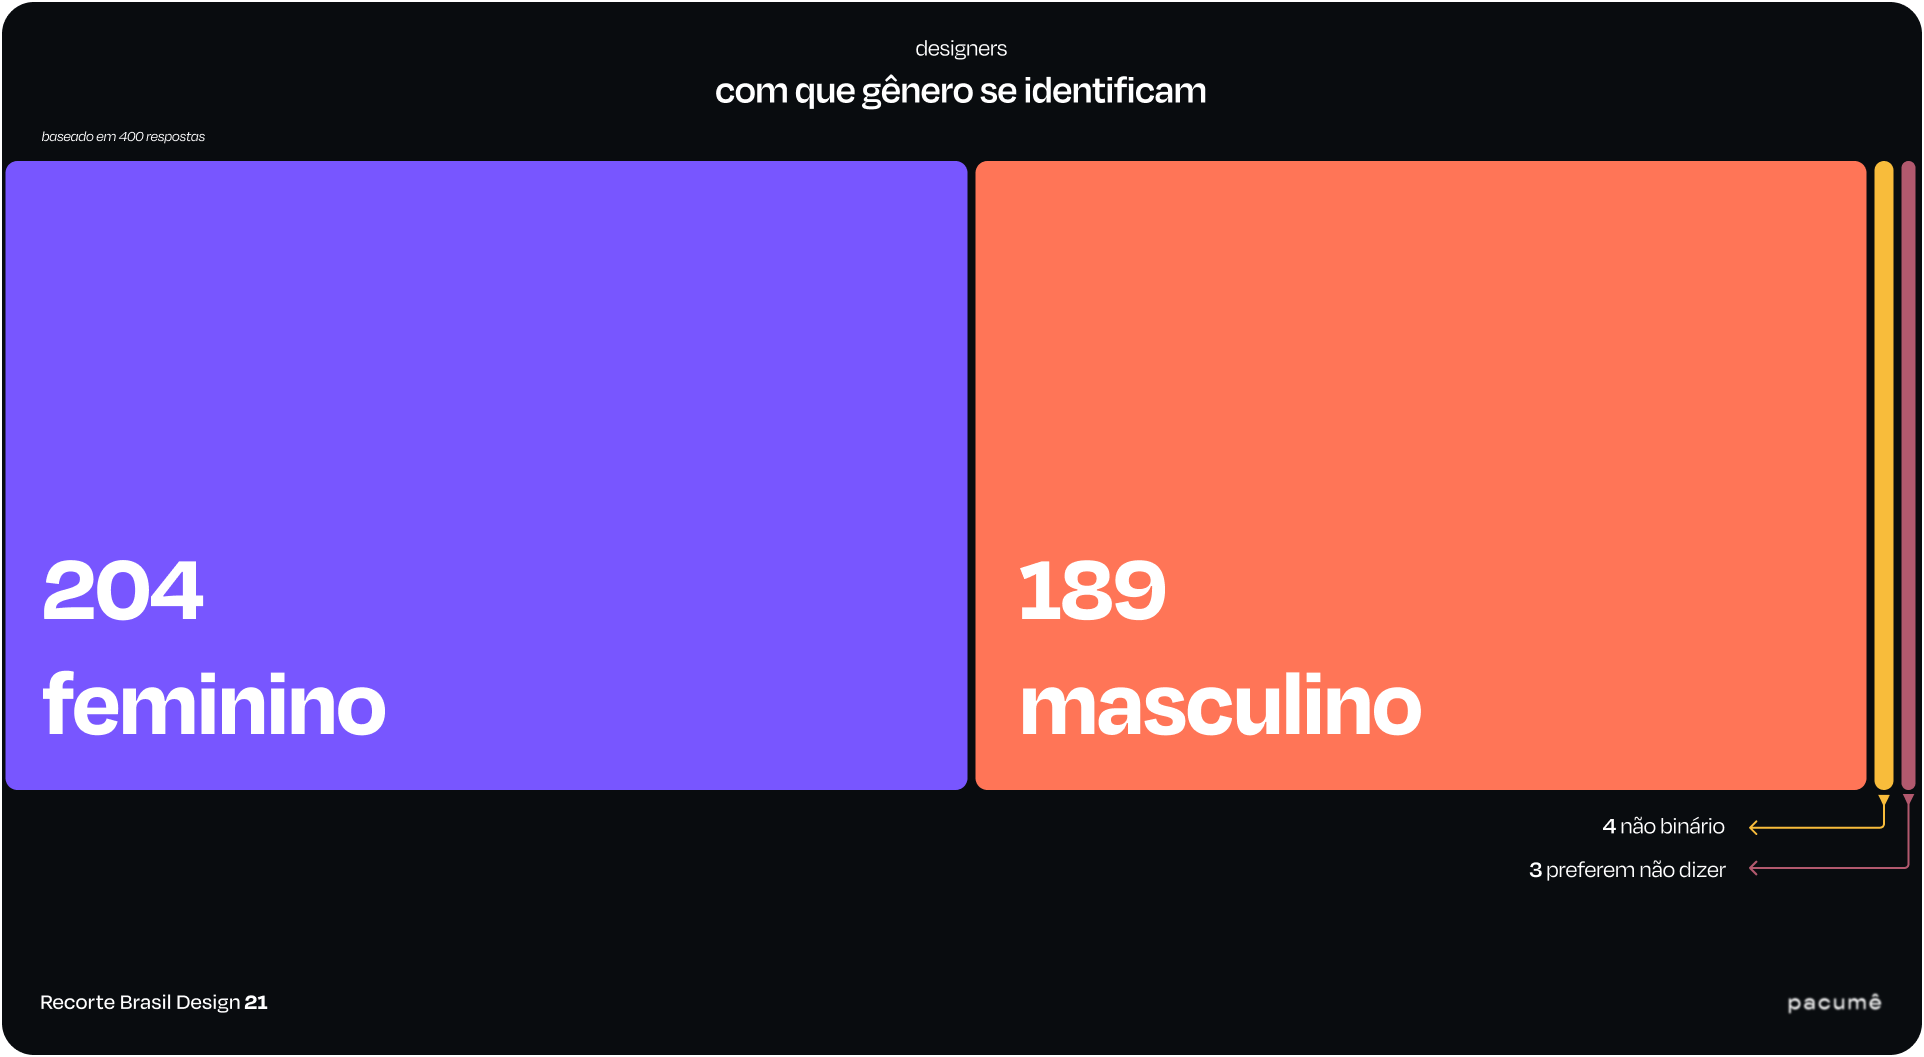 designers
com que gênero se identificam
baseado em 400 respostas
204
feminino
189
masculino
4 não binário
3 preferem não dizer
Recorte Brasil Design 21
pacumê